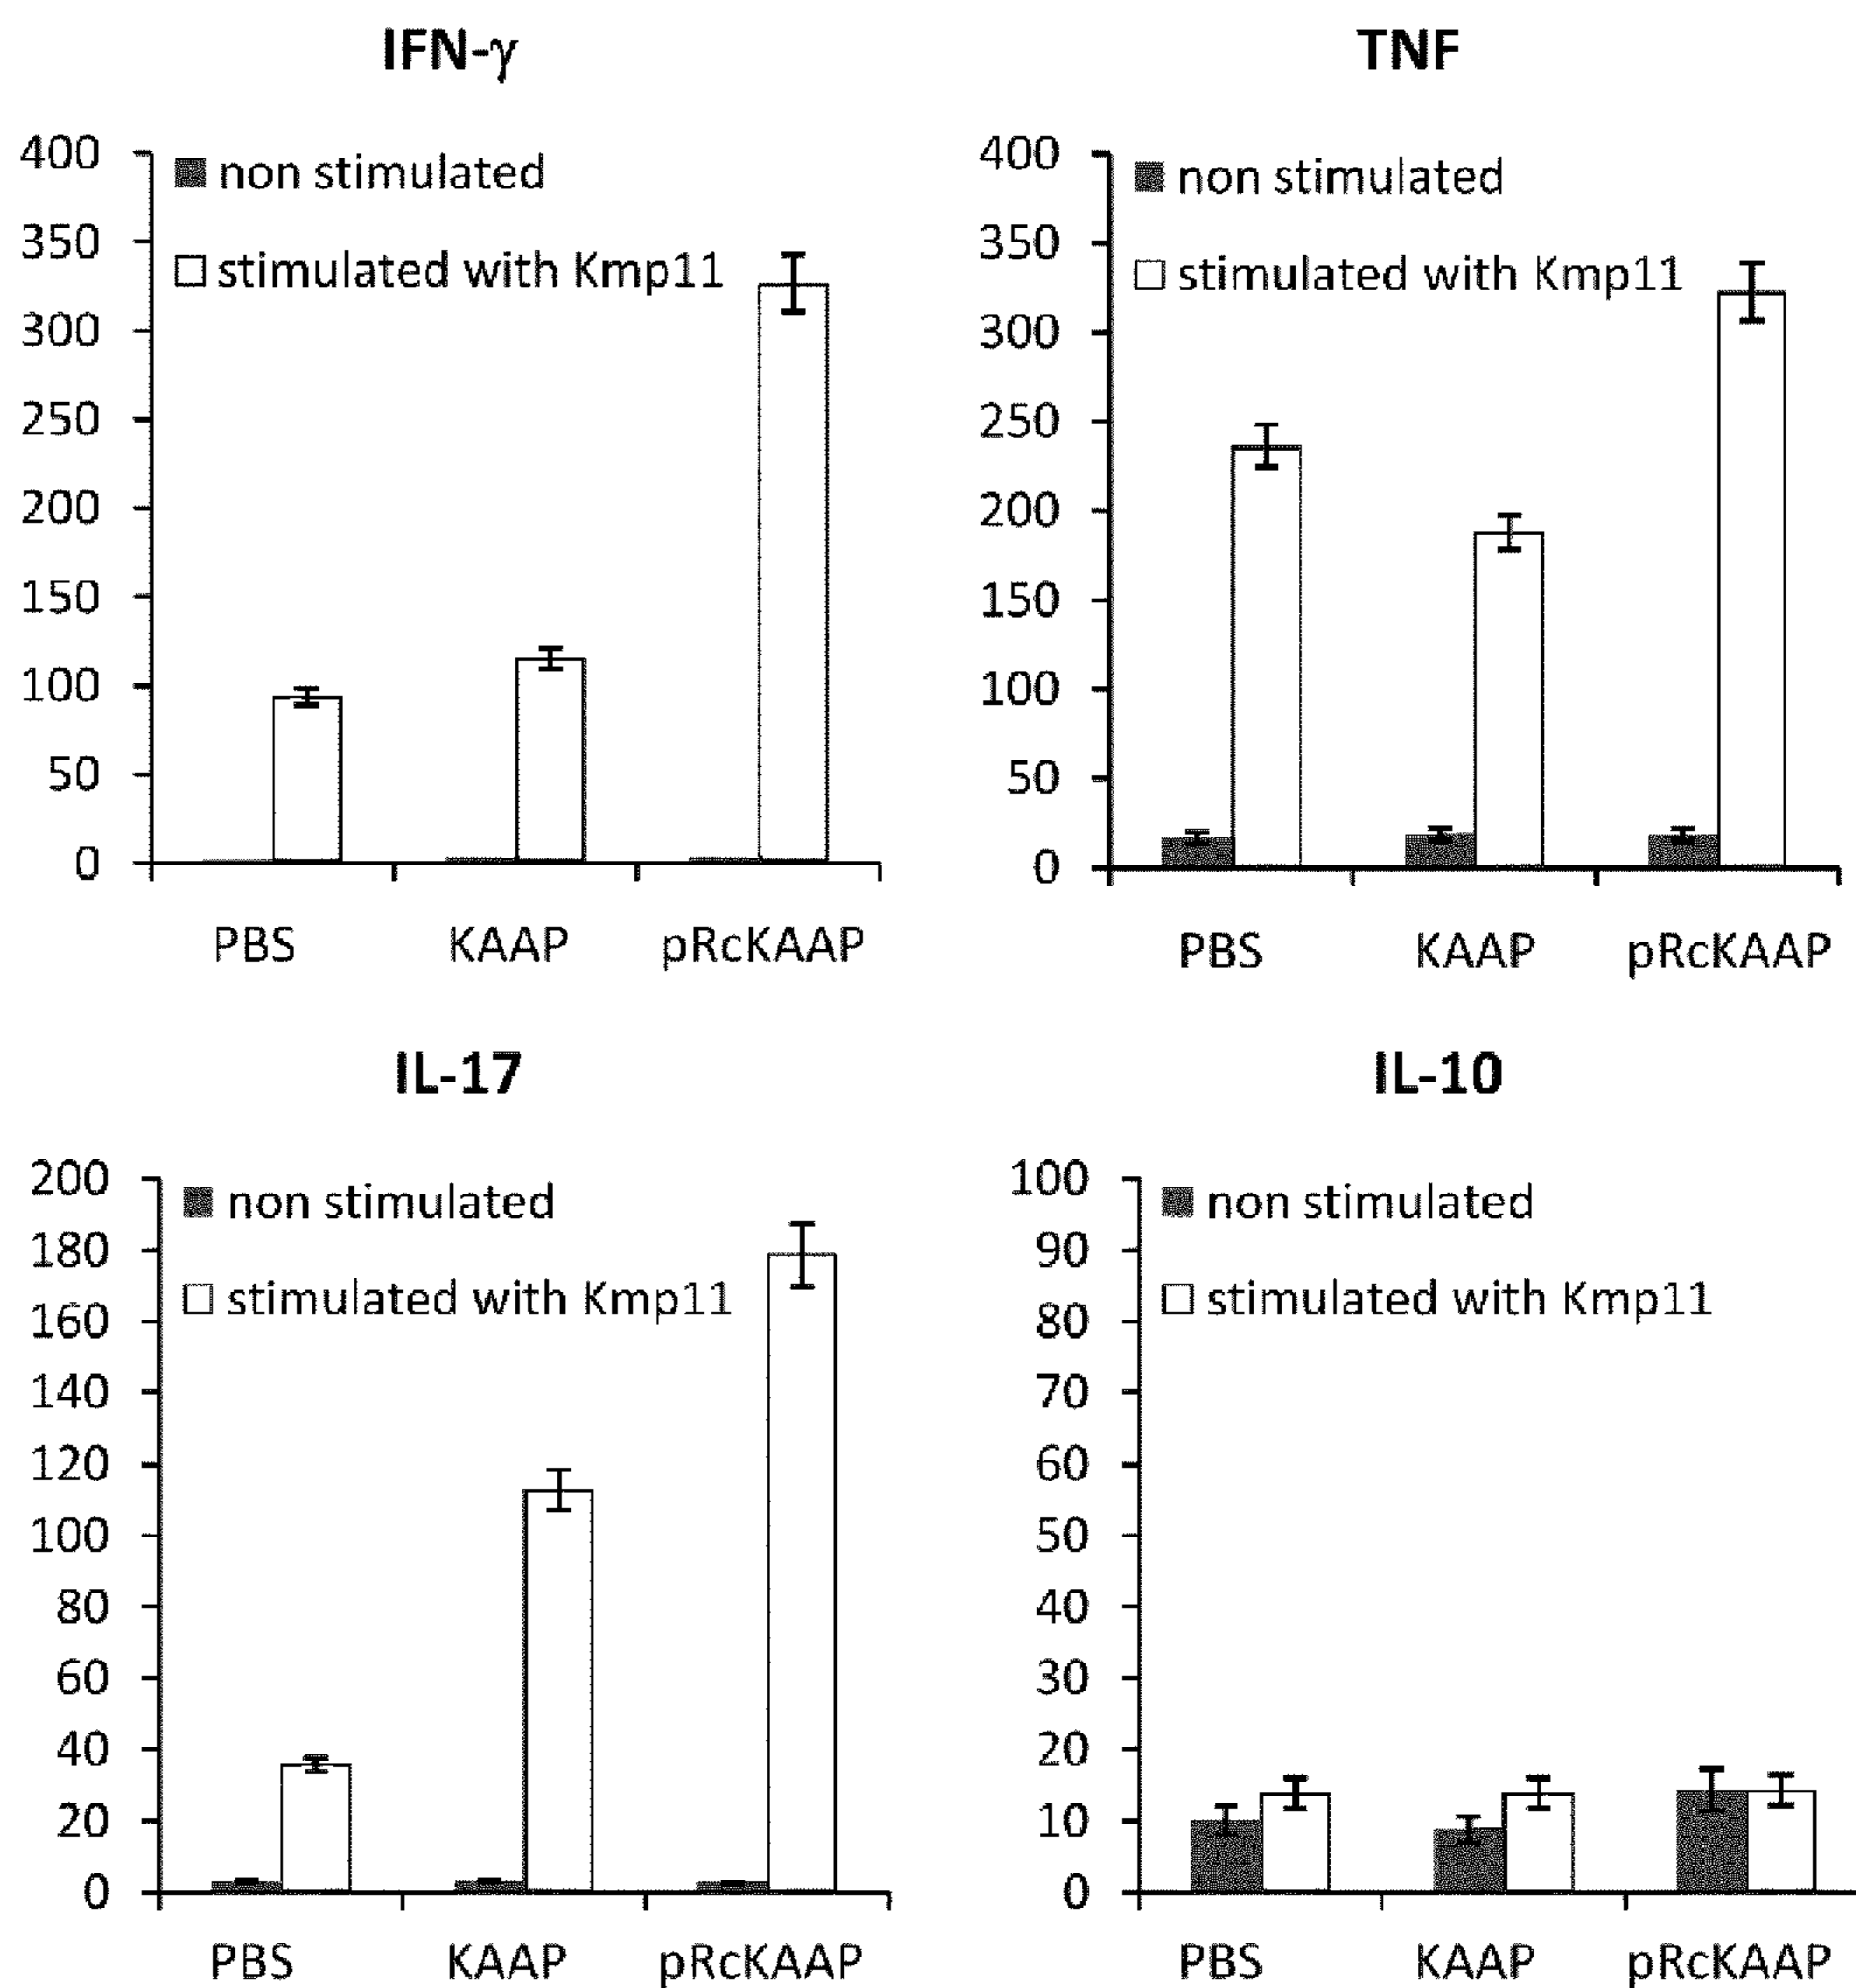 IFN-γ
400
350
300
250
200
150
100
50
0
non stimulated
stimulated with Kmp11
PBS KAAP pRcKAAP
TNF
400
350
300
250
200
150
100
50
0
non stimulated
stimulated with Kmp11
PBS KAAP pRcKAAP
IL-17
200
180
160
140
120
100
80
60
40
20
0
non stimulated
stimulated with Kmp11
PBS KAAP pRcKAAP
IL-10
100
90
80
70
60
50
40
30
20
10
0
non stimulated
stimulated with Kmp11
PBS KAAP pRcKAAP